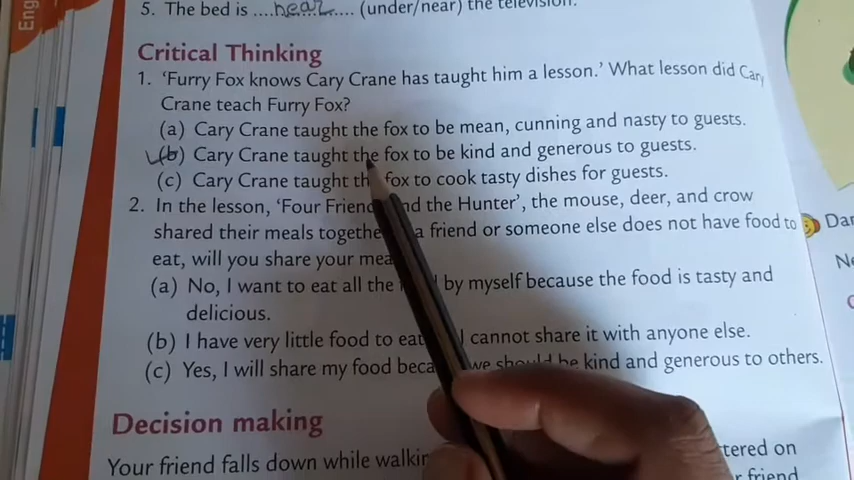 Eng
5. The bed is ....near.... (under/near) the television.
Critical Thinking
1. 'Furry Fox knows Cary Crane has taught him a lesson.' What lesson did Cary
Crane teach Furry Fox?
(a) Cary Crane taught the fox to be mean, cunning and nasty to guests.
(b) Cary Crane taught the fox to be kind and generous to guests.
(c) Cary Crane taught the fox to cook tasty dishes for guests.
2. In the lesson, 'Four and the Hunter', the mouse, deer, and crow
shared their meals a friend or someone else does not have food to
eat, will you share your
(a) No, I want to eat all the by myself because the food is tasty and
delicious.
(b) I have very little food to eat I cannot share it with anyone else.
(c) Yes, I will share my food we should be kind and generous to others.
Decision making
Your friend falls down while
on
friend